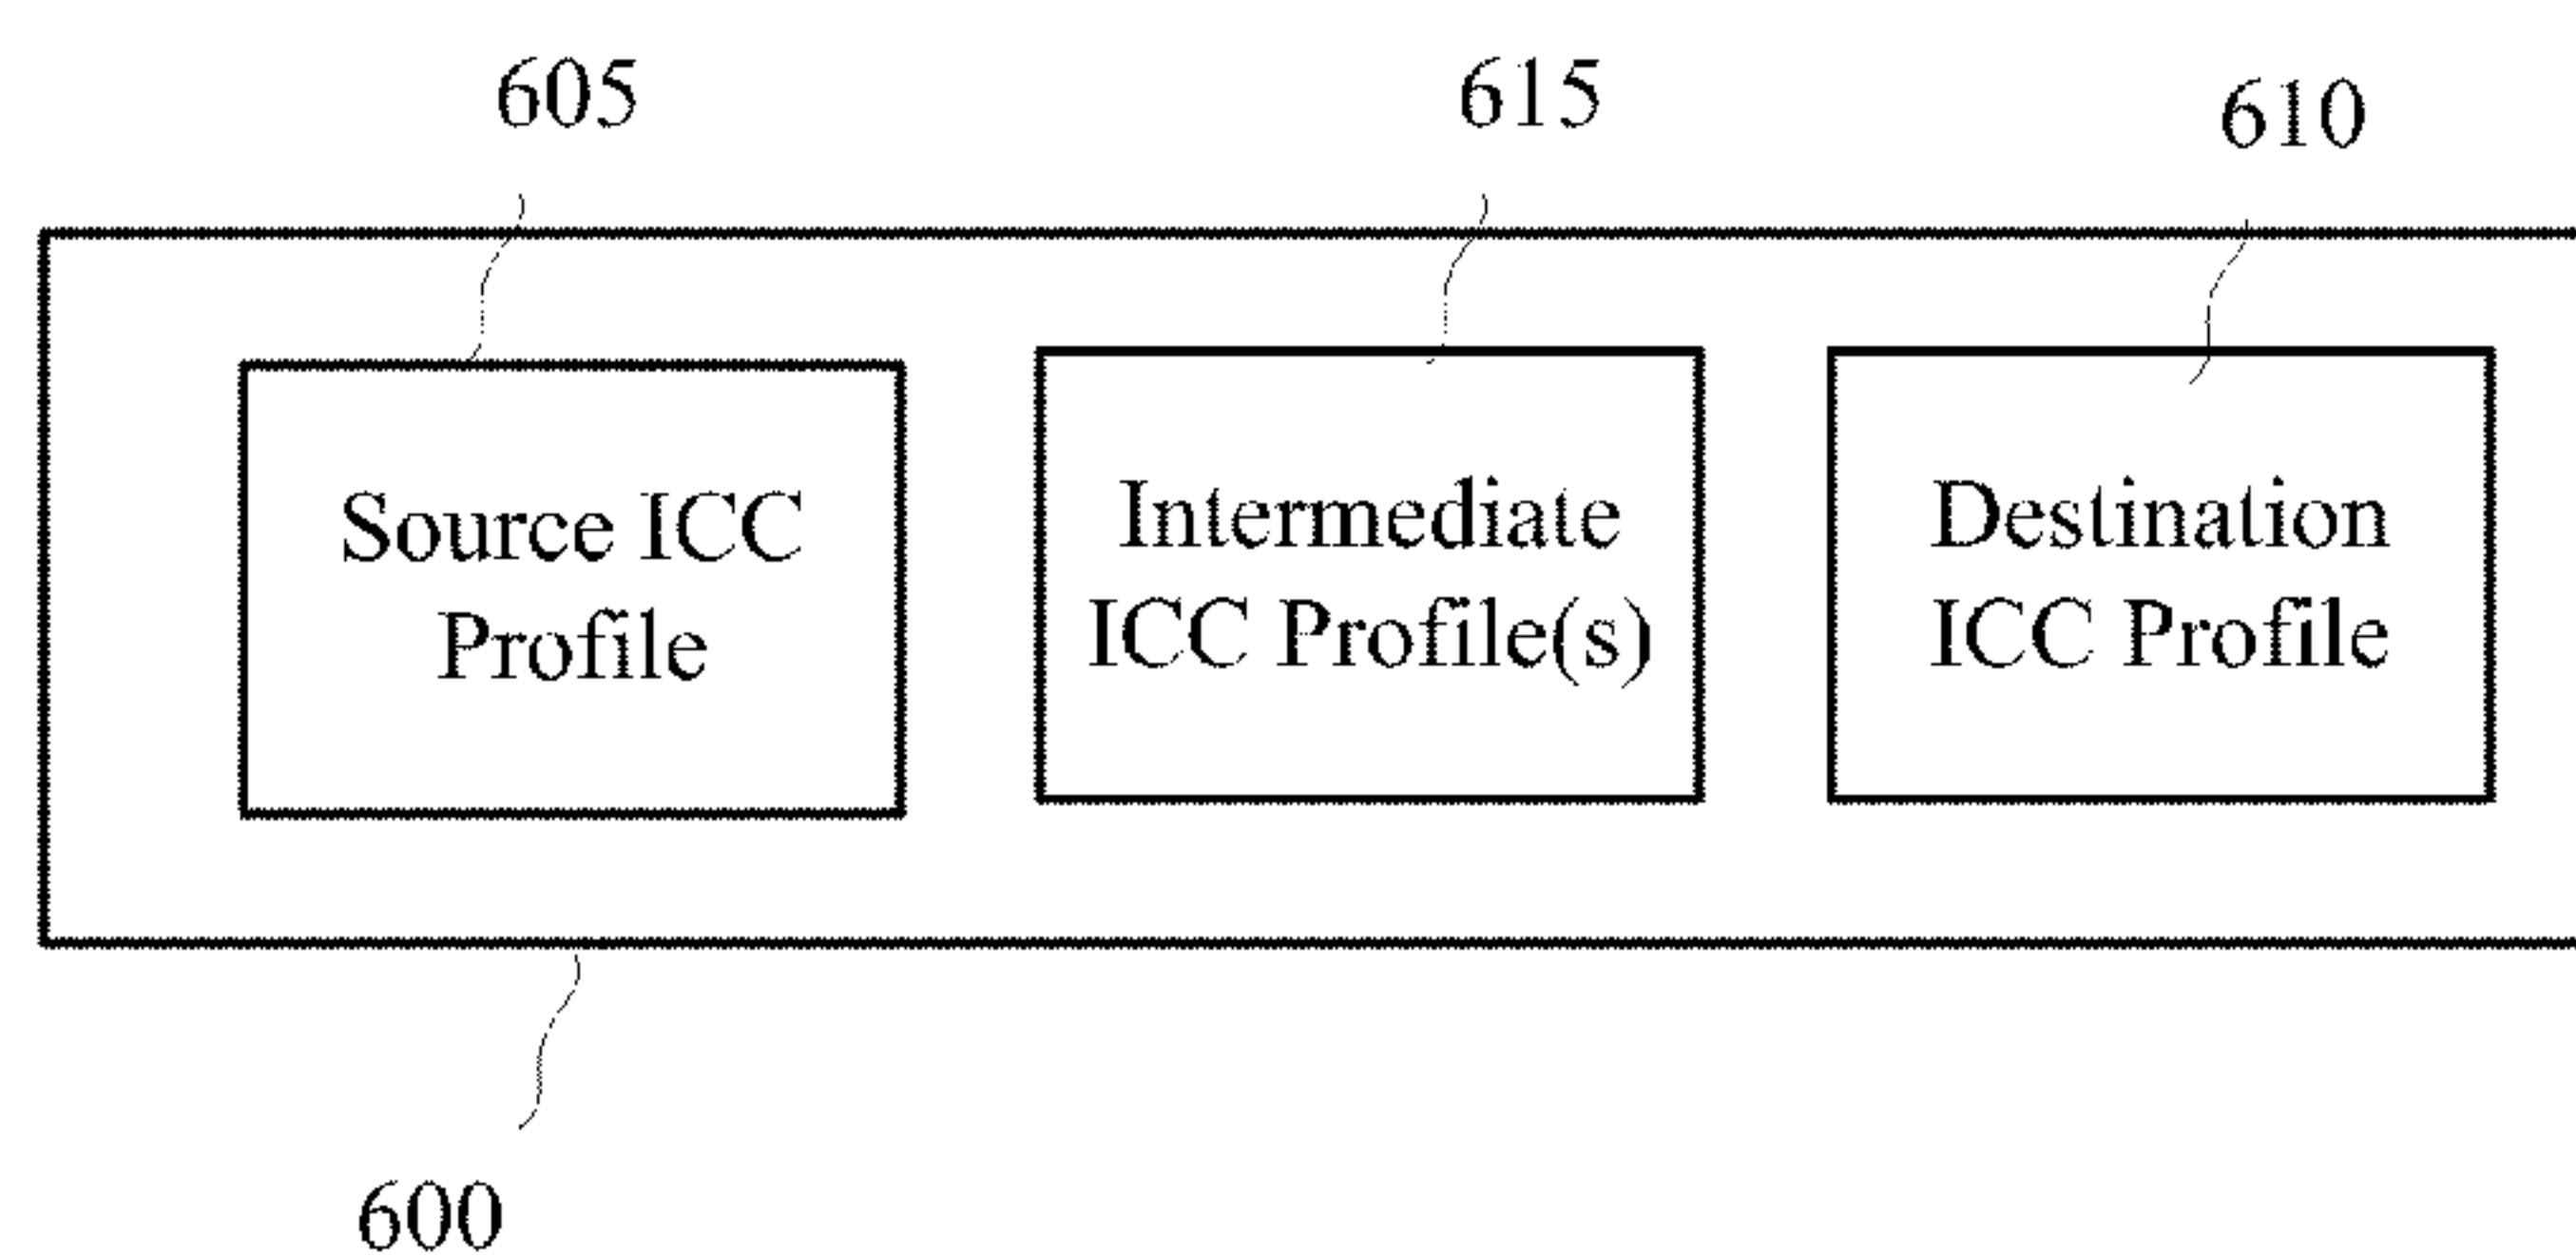 605
615
610
Source ICC
Profile
Intermediate
ICC Profile(s)
Destination
ICC Profile
600